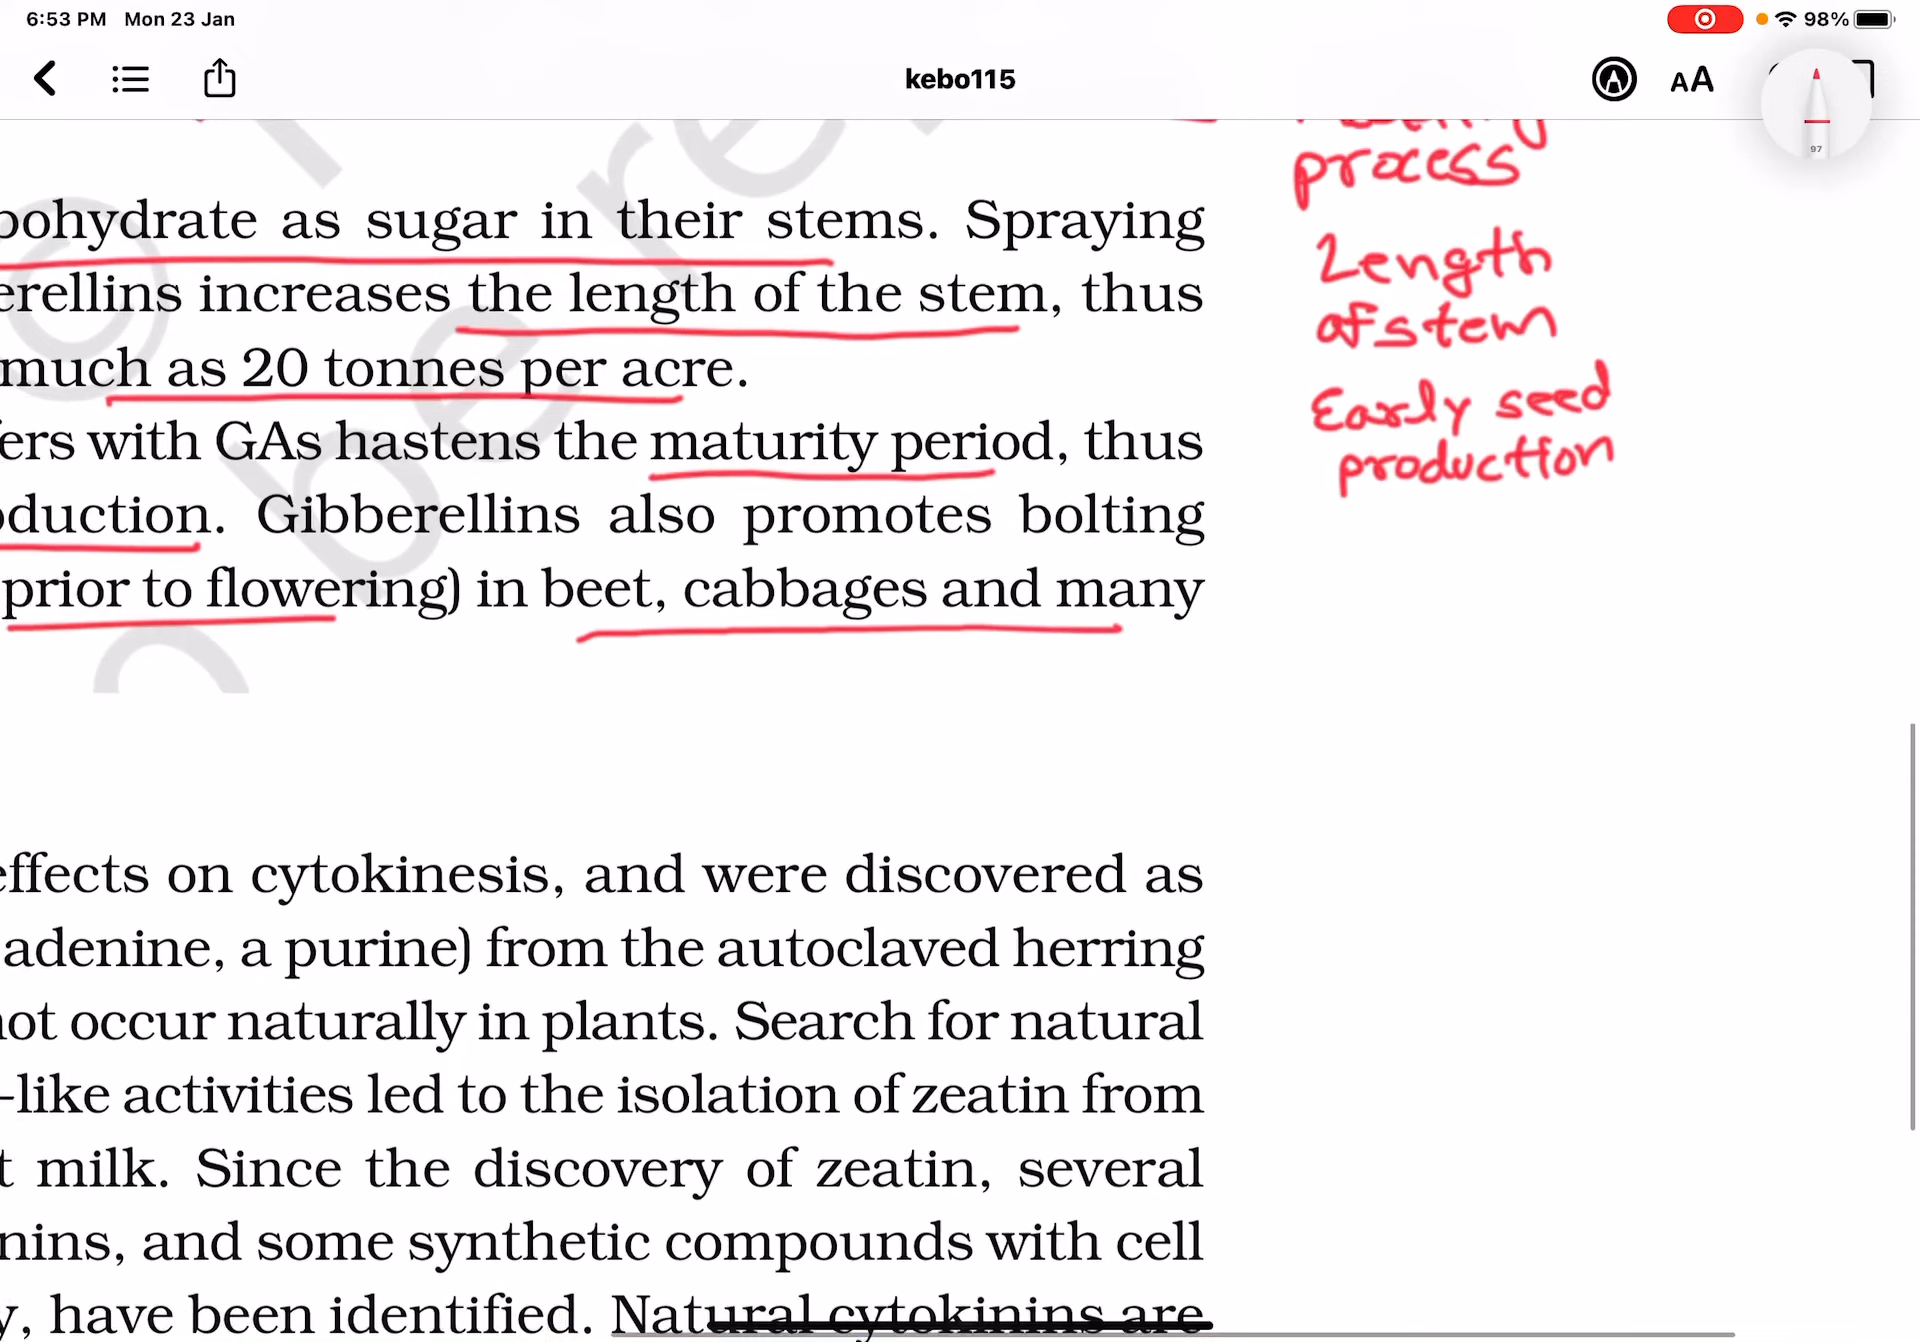 6:53 PM Mon 23 Jan
98%
kebo115
AA
97
process
bohydrate as sugar in their stems. Spraying
Length
erellins increases the length of the stem, thus
of stem
much as 20 tonnes per acre.
Early seed
fers with GAs hastens the maturity period, thus
production
oduction. Gibberellins also promotes bolting
prior to flowering) in beet, cabbages and many
effects on cytokinesis, and were discovered as
adenine, a purine) from the autoclaved herring
not occur naturally in plants. Search for natural
-like activities led to the isolation of zeatin from
t milk. Since the discovery of zeatin, several
nins, and some synthetic compounds with cell
y, have been identified. Natural cytokinins are